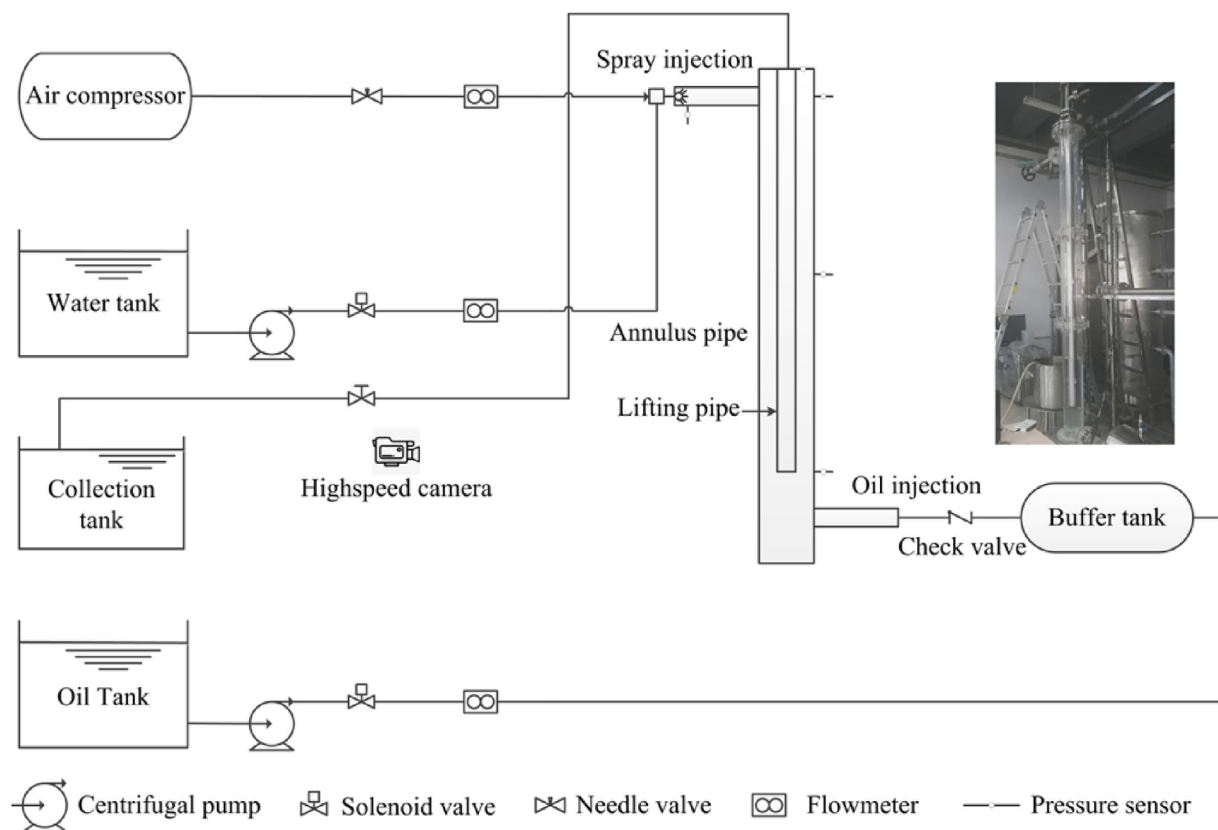 Spray injection
Air compressor
Water tank
Annulus pipe
Lifting pipe
Collection
tank
Highspeed camera
Oil injection
Buffer tank
Check valve
Oil Tank
Centrifugal pump
Solenoid valve
Needle valve
Flowmeter
Pressure sensor